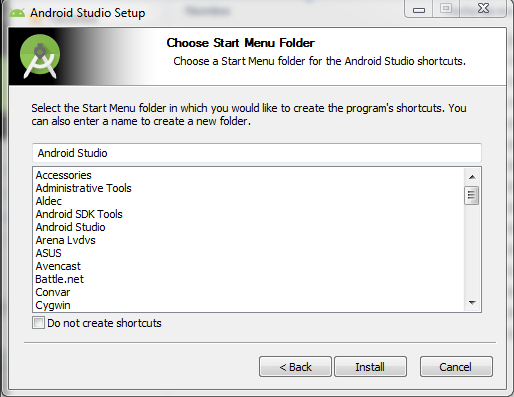 Android Studio Setup
Choose Start Menu Folder
Choose a Start Menu folder for the Android Studio shortcuts.
Select the Start Menu folder in which you would like to create the program's shortcuts. You
can also enter a name to create a new folder.
Android Studio
Accessories
Administrative Tools
Aldec
Android SDK Tools
Android Studio
Arena Lvdvs
ASUS
Avencast
Battle.net
Convar
Cygwin
Do not create shortcuts
< Back
Install
Cancel